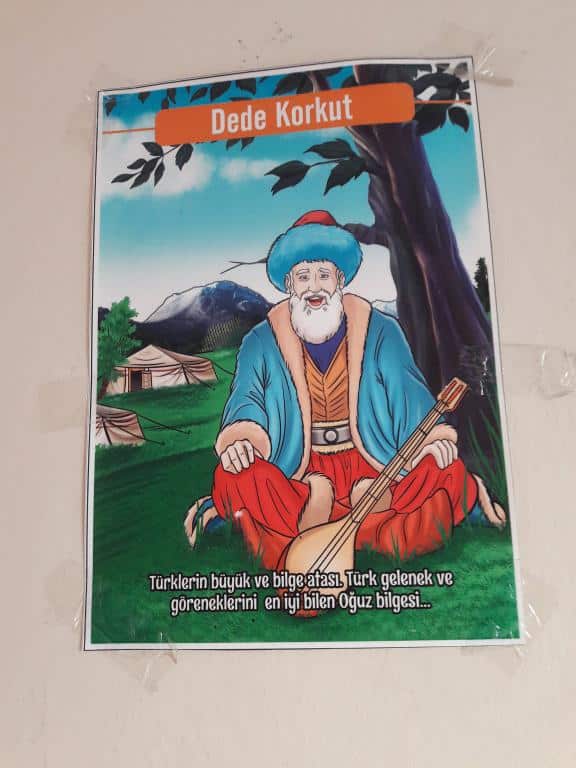 Dede Korkut
Türklerin büyük ve bilge atası. Türk gelenek ve
göreneklerini en iyi bilen Oğuz bilgesi...